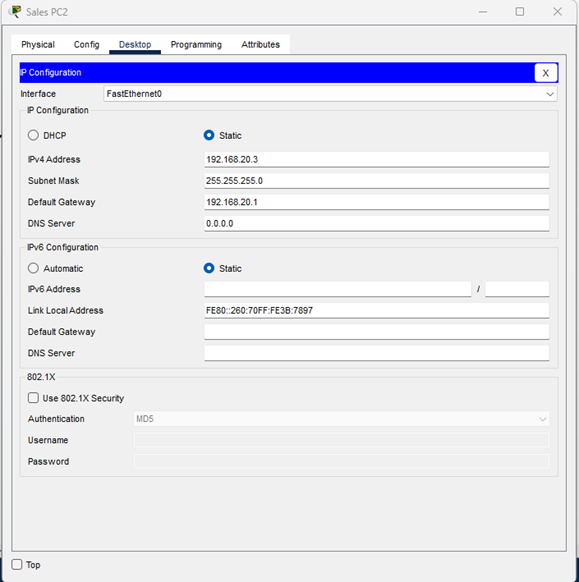 Sales PC2
Physical Config Desktop Programming Attributes
IP Configuration X
Interface FastEthernet0
IP Configuration
DHCP Static
IPv4 Address 192.168.20.3
Subnet Mask 255.255.255.0
Default Gateway 192.168.20.1
DNS Server 0.0.0.0
IPv6 Configuration
Automatic Static
IPv6 Address /
Link Local Address FE80::260:70FF:FE3B:7897
Default Gateway
DNS Server
802.1X
Use 802.1X Security
Authentication MD5
Username
Password
Top